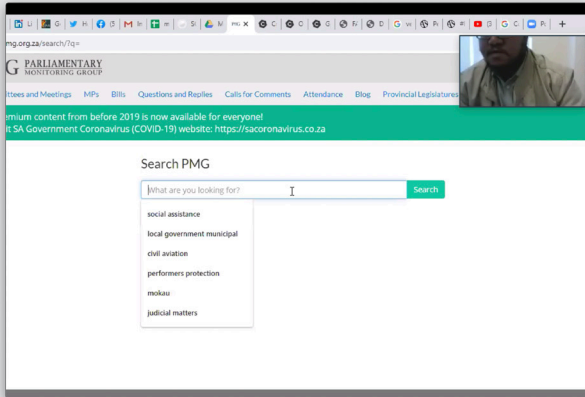 mg.org.za/search/?q=
G PARLIAMENTARY
MONITORING GROUP
ittees and Meetings MPs Bills Questions and Replies Calls for Comments Attendance Blog Provincial Legislatures
emium content from before 2019 is now available for everyone!
it SA Government Coronavirus (COVID-19) website: https://sacoronavirus.co.za
Search PMG
What are you looking for?
Search
social assistance
local government municipal
civil aviation
performers protection
mokau
judicial matters